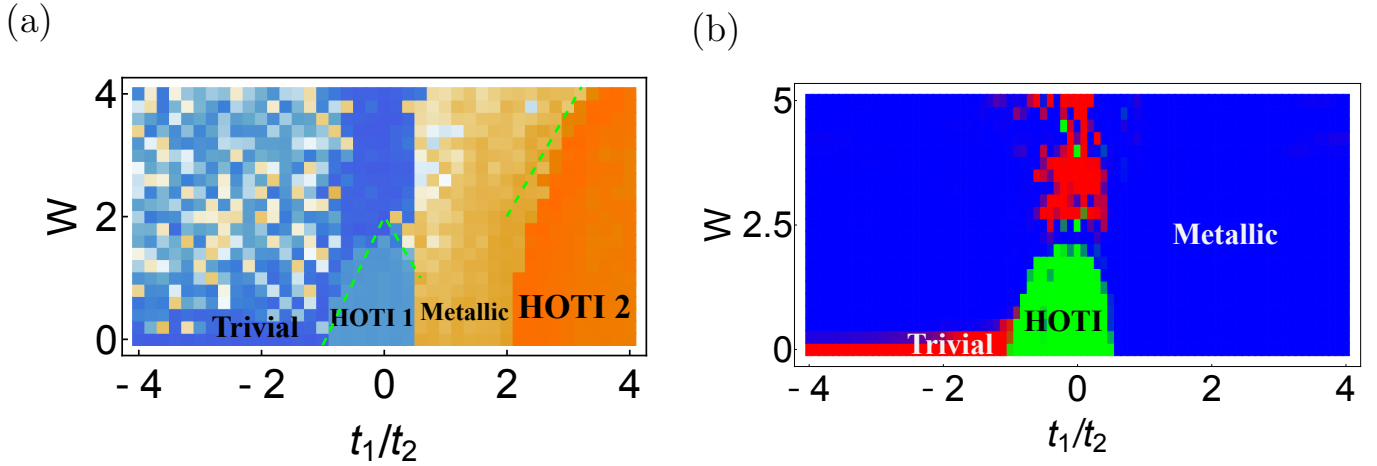 (a)
4
2
0
W
Trivial
HOTI 1
Metallic
HOTI 2
- 4
- 2
0
2
4
t1/t2
(b)
5
2.5
0
W
Metallic
HOTI
Trivial
- 4
- 2
0
2
4
t1/t2